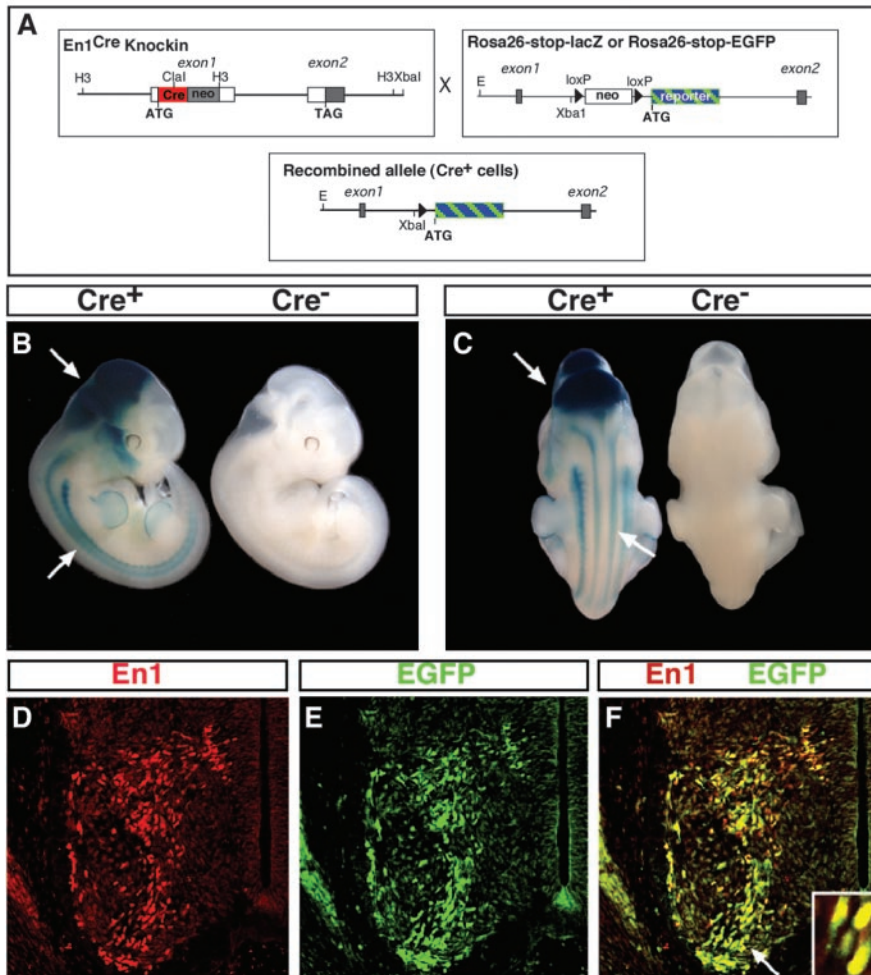 A
En1Cre Knockin
exon1
exon2
H3
ClaI
H3
H3XbaI
Cre
neo
ATG
TAG
X
Rosa26-stop-lacZ or Rosa26-stop-EGFP
exon1
exon2
E
loxP
loxP
neo
reporter
Xba1
ATG
Recombined allele (Cre+ cells)
exon1
exon2
E
XbaI
ATG
Cre+ Cre-
Cre+ Cre-
B
C
En1
EGFP
En1 EGFP
D
E
F